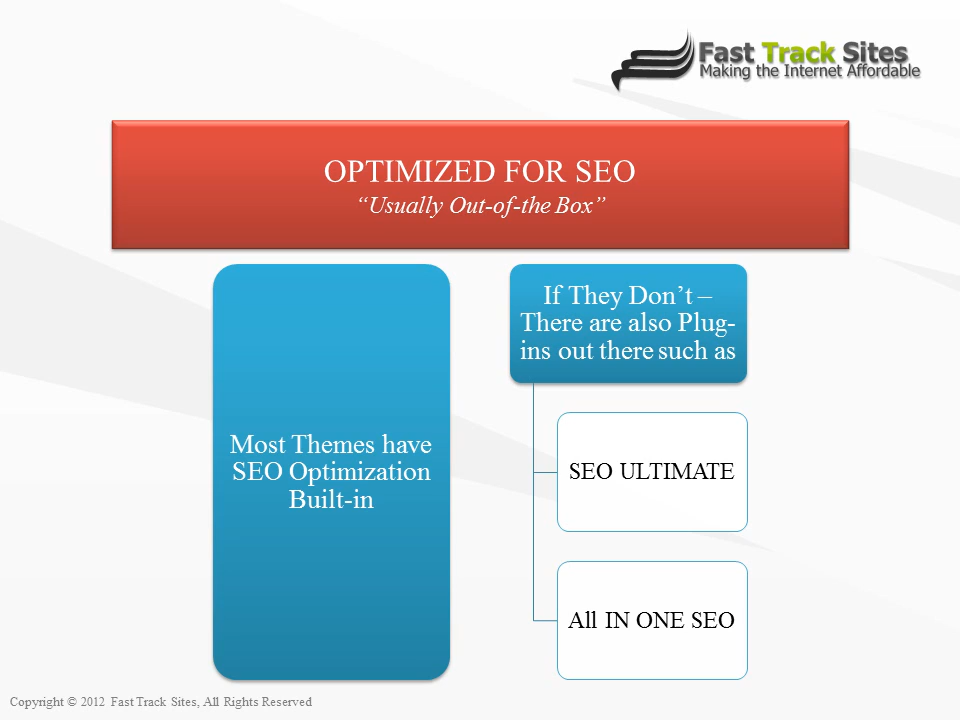 Fast Track Sites
Making the Internet Affordable
OPTIMIZED FOR SEO
“Usually Out-of-the Box”
Most Themes have
SEO Optimization
Built-in
If They Don’t –
There are also Plug-
ins out there such as
SEO ULTIMATE
All IN ONE SEO
Copyright © 2012 Fast Track Sites, All Rights Reserved